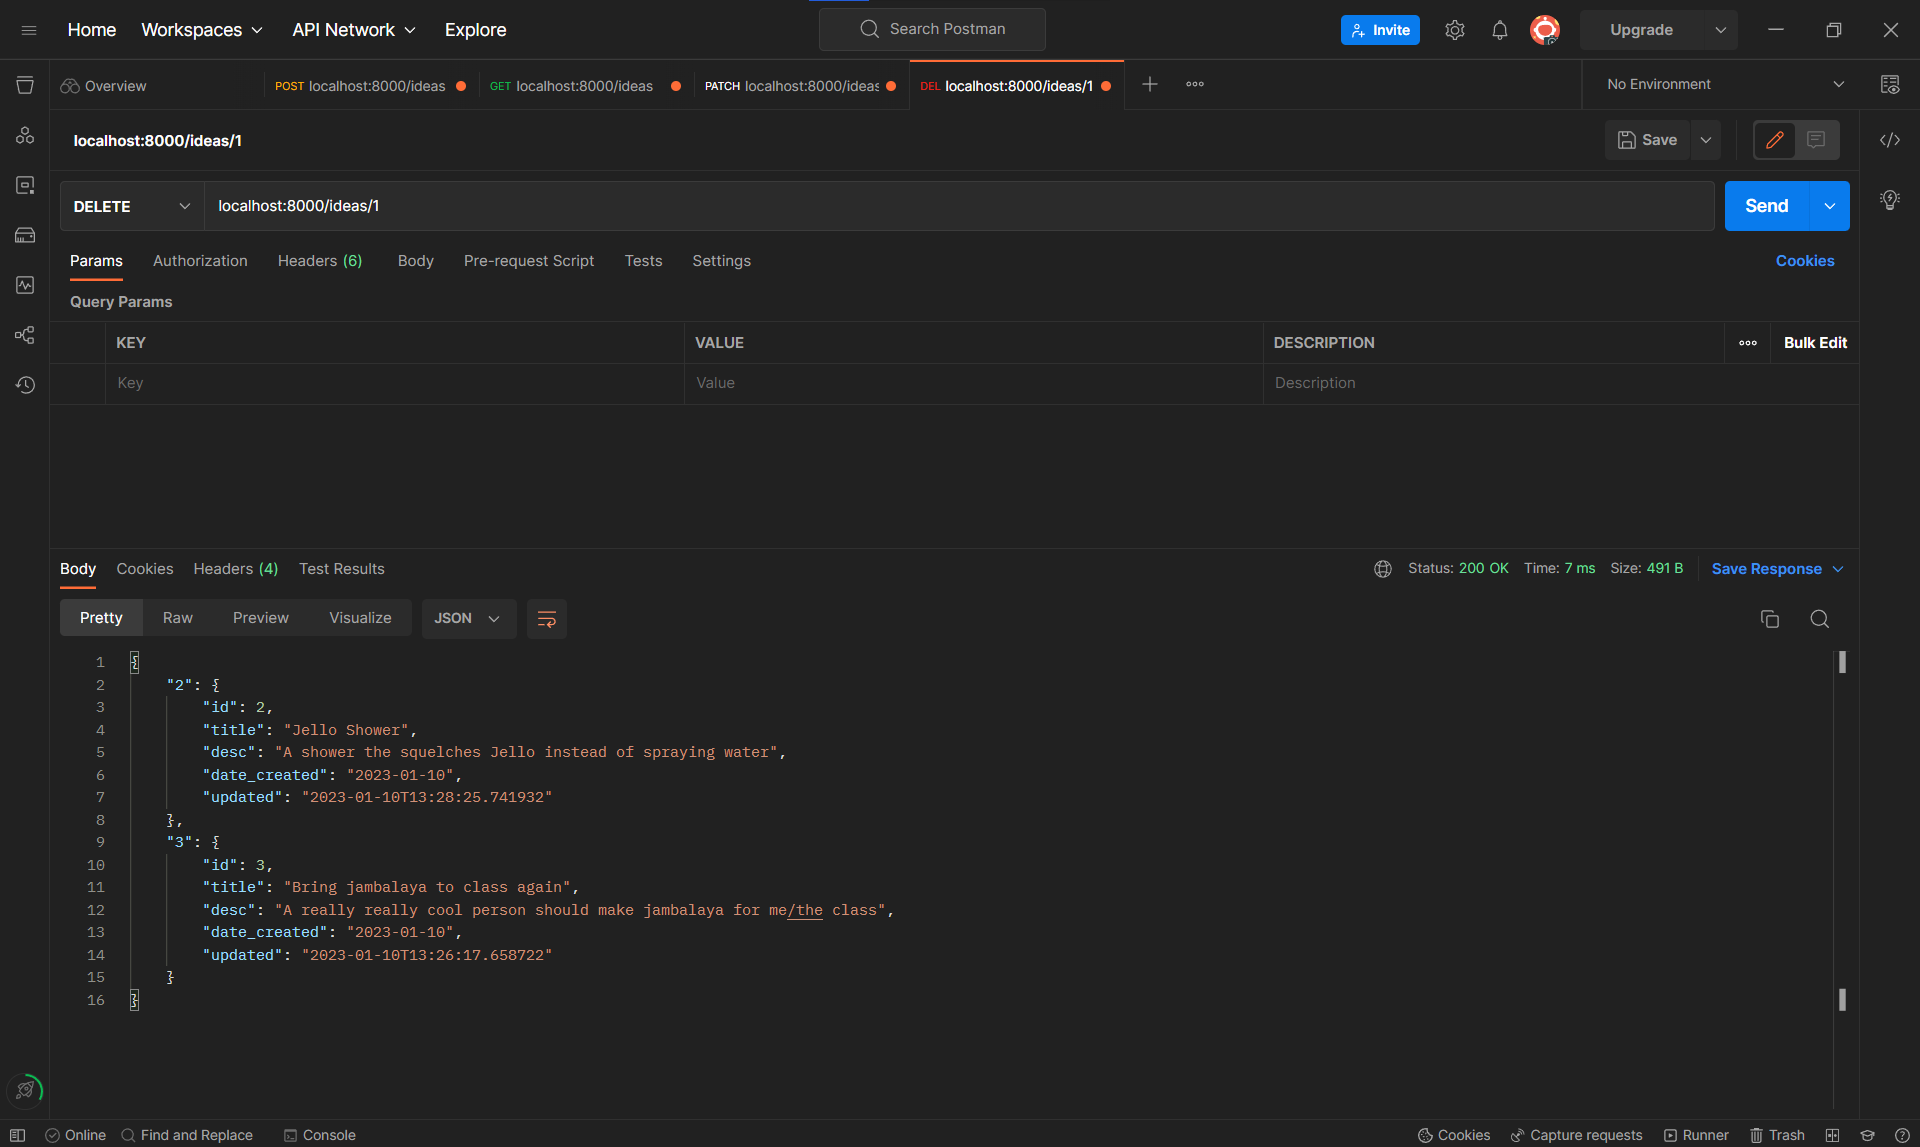 Home Workspaces API Network Explore Search Postman Invite Upgrade
Overview POST localhost:8000/ideas GET localhost:8000/ideas PATCH localhost:8000/ideas DEL localhost:8000/ideas/1 No Environment
localhost:8000/ideas/1 Save
DELETE localhost:8000/ideas/1 Send
Params Authorization Headers (6) Body Pre-request Script Tests Settings Cookies
Query Params
KEY VALUE DESCRIPTION Bulk Edit
Key Value Description
Body Cookies Headers (4) Test Results Status: 200 OK Time: 7 ms Size: 491 B Save Response
Pretty Raw Preview Visualize JSON
1 {
2 "2": {
3 "id": 2,
4 "title": "Jello Shower",
5 "desc": "A shower the squelches Jello instead of spraying water",
6 "date_created": "2023-01-10",
7 "updated": "2023-01-10T13:28:25.741932"
8 },
9 "3": {
10 "id": 3,
11 "title": "Bring jambalaya to class again",
12 "desc": "A really really cool person should make jambalaya for me/the class",
13 "date_created": "2023-01-10",
14 "updated": "2023-01-10T13:26:17.658722"
15 }
16 }
Online Find and Replace Console Cookies Capture requests Runner Trash